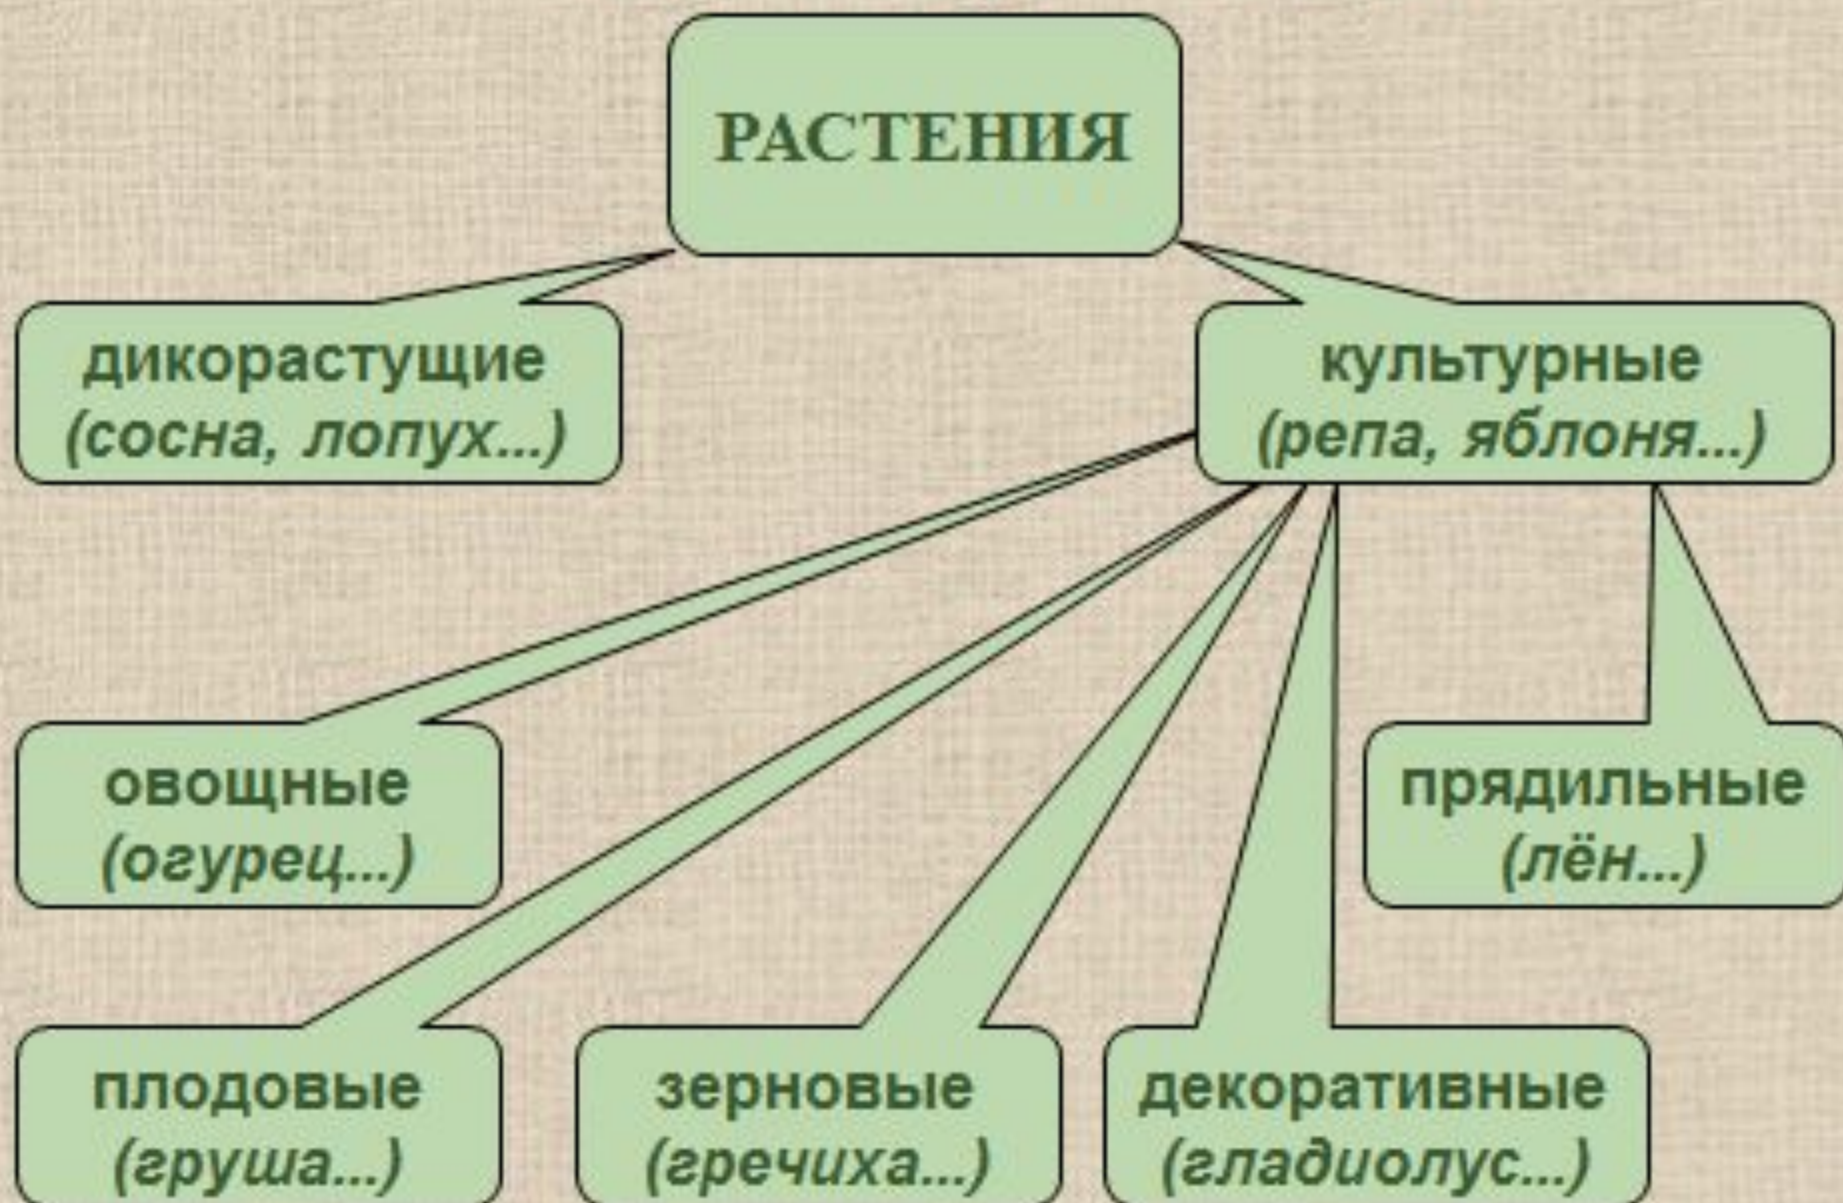 РАСТЕНИЯ
дикорастущие
(сосна, лопух...)
культурные
(репа, яблоня...)
овощные
(огурец...)
прядильные
(лён...)
плодовые
(груша...)
зерновые
(гречиха...)
декоративные
(гладиолус...)